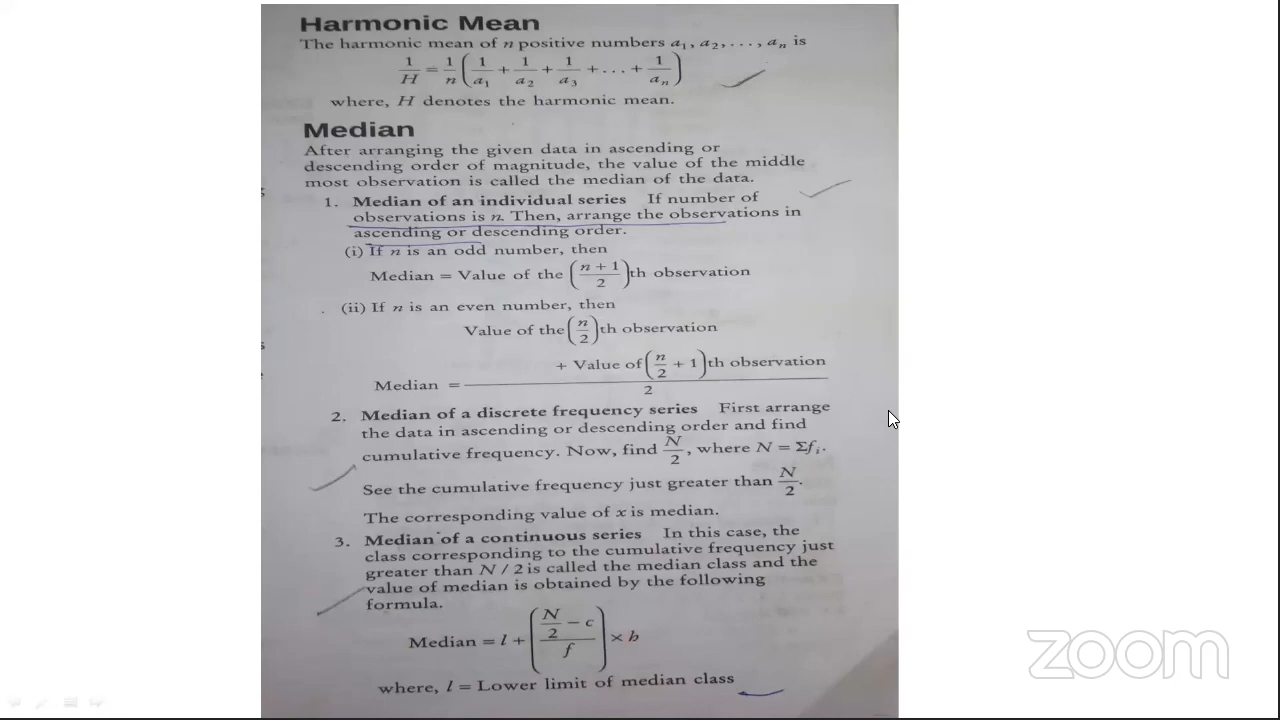 Harmonic Mean
The harmonic mean of n positive numbers a₁, a₂, . . . , aₙ is
1/H = 1/n (1/a₁ + 1/a₂ + 1/a₃ + . . . + 1/aₙ)
where, H denotes the harmonic mean.
Median
After arranging the given data in ascending or
descending order of magnitude, the value of the middle
most observation is called the median of the data.
1. Median of an individual series If number of
observations is n. Then, arrange the observations in
ascending or descending order.
(i) If n is an odd number, then
Median = Value of the ((n + 1)/2)th observation
(ii) If n is an even number, then
Value of the (n/2)th observation
+ Value of (n/2 + 1)th observation
Median = 
2
2. Median of a discrete frequency series First arrange
the data in ascending or descending order and find
cumulative frequency. Now, find N/2, where N = Σfᵢ.
See the cumulative frequency just greater than N/2.
The corresponding value of x is median.
3. Median of a continuous series In this case, the
class corresponding to the cumulative frequency just
greater than N / 2 is called the median class and the
value of median is obtained by the following
formula.
Median = l + ((N/2 − c)/f) × h
where, l = Lower limit of median class
zoom